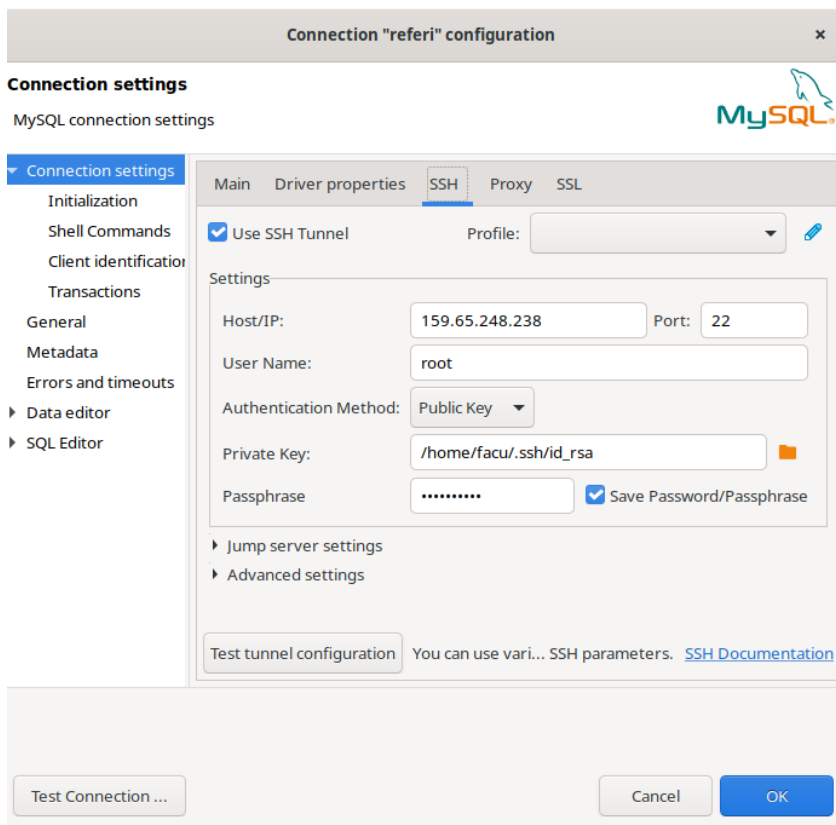 Connection "referi" configuration
×
Connection settings
MySQL connection settings
MySQL®
Connection settings
Initialization
Shell Commands
Client identification
Transactions
General
Metadata
Errors and timeouts
Data editor
SQL Editor
Main Driver properties SSH Proxy SSL
Use SSH Tunnel Profile:
Settings
Host/IP: 159.65.248.238 Port: 22
User Name: root
Authentication Method: Public Key
Private Key: /home/facu/.ssh/id_rsa
Passphrase •••••••••• Save Password/Passphrase
Jump server settings
Advanced settings
Test tunnel configuration You can use vari... SSH parameters. SSH Documentation
Test Connection ... Cancel OK